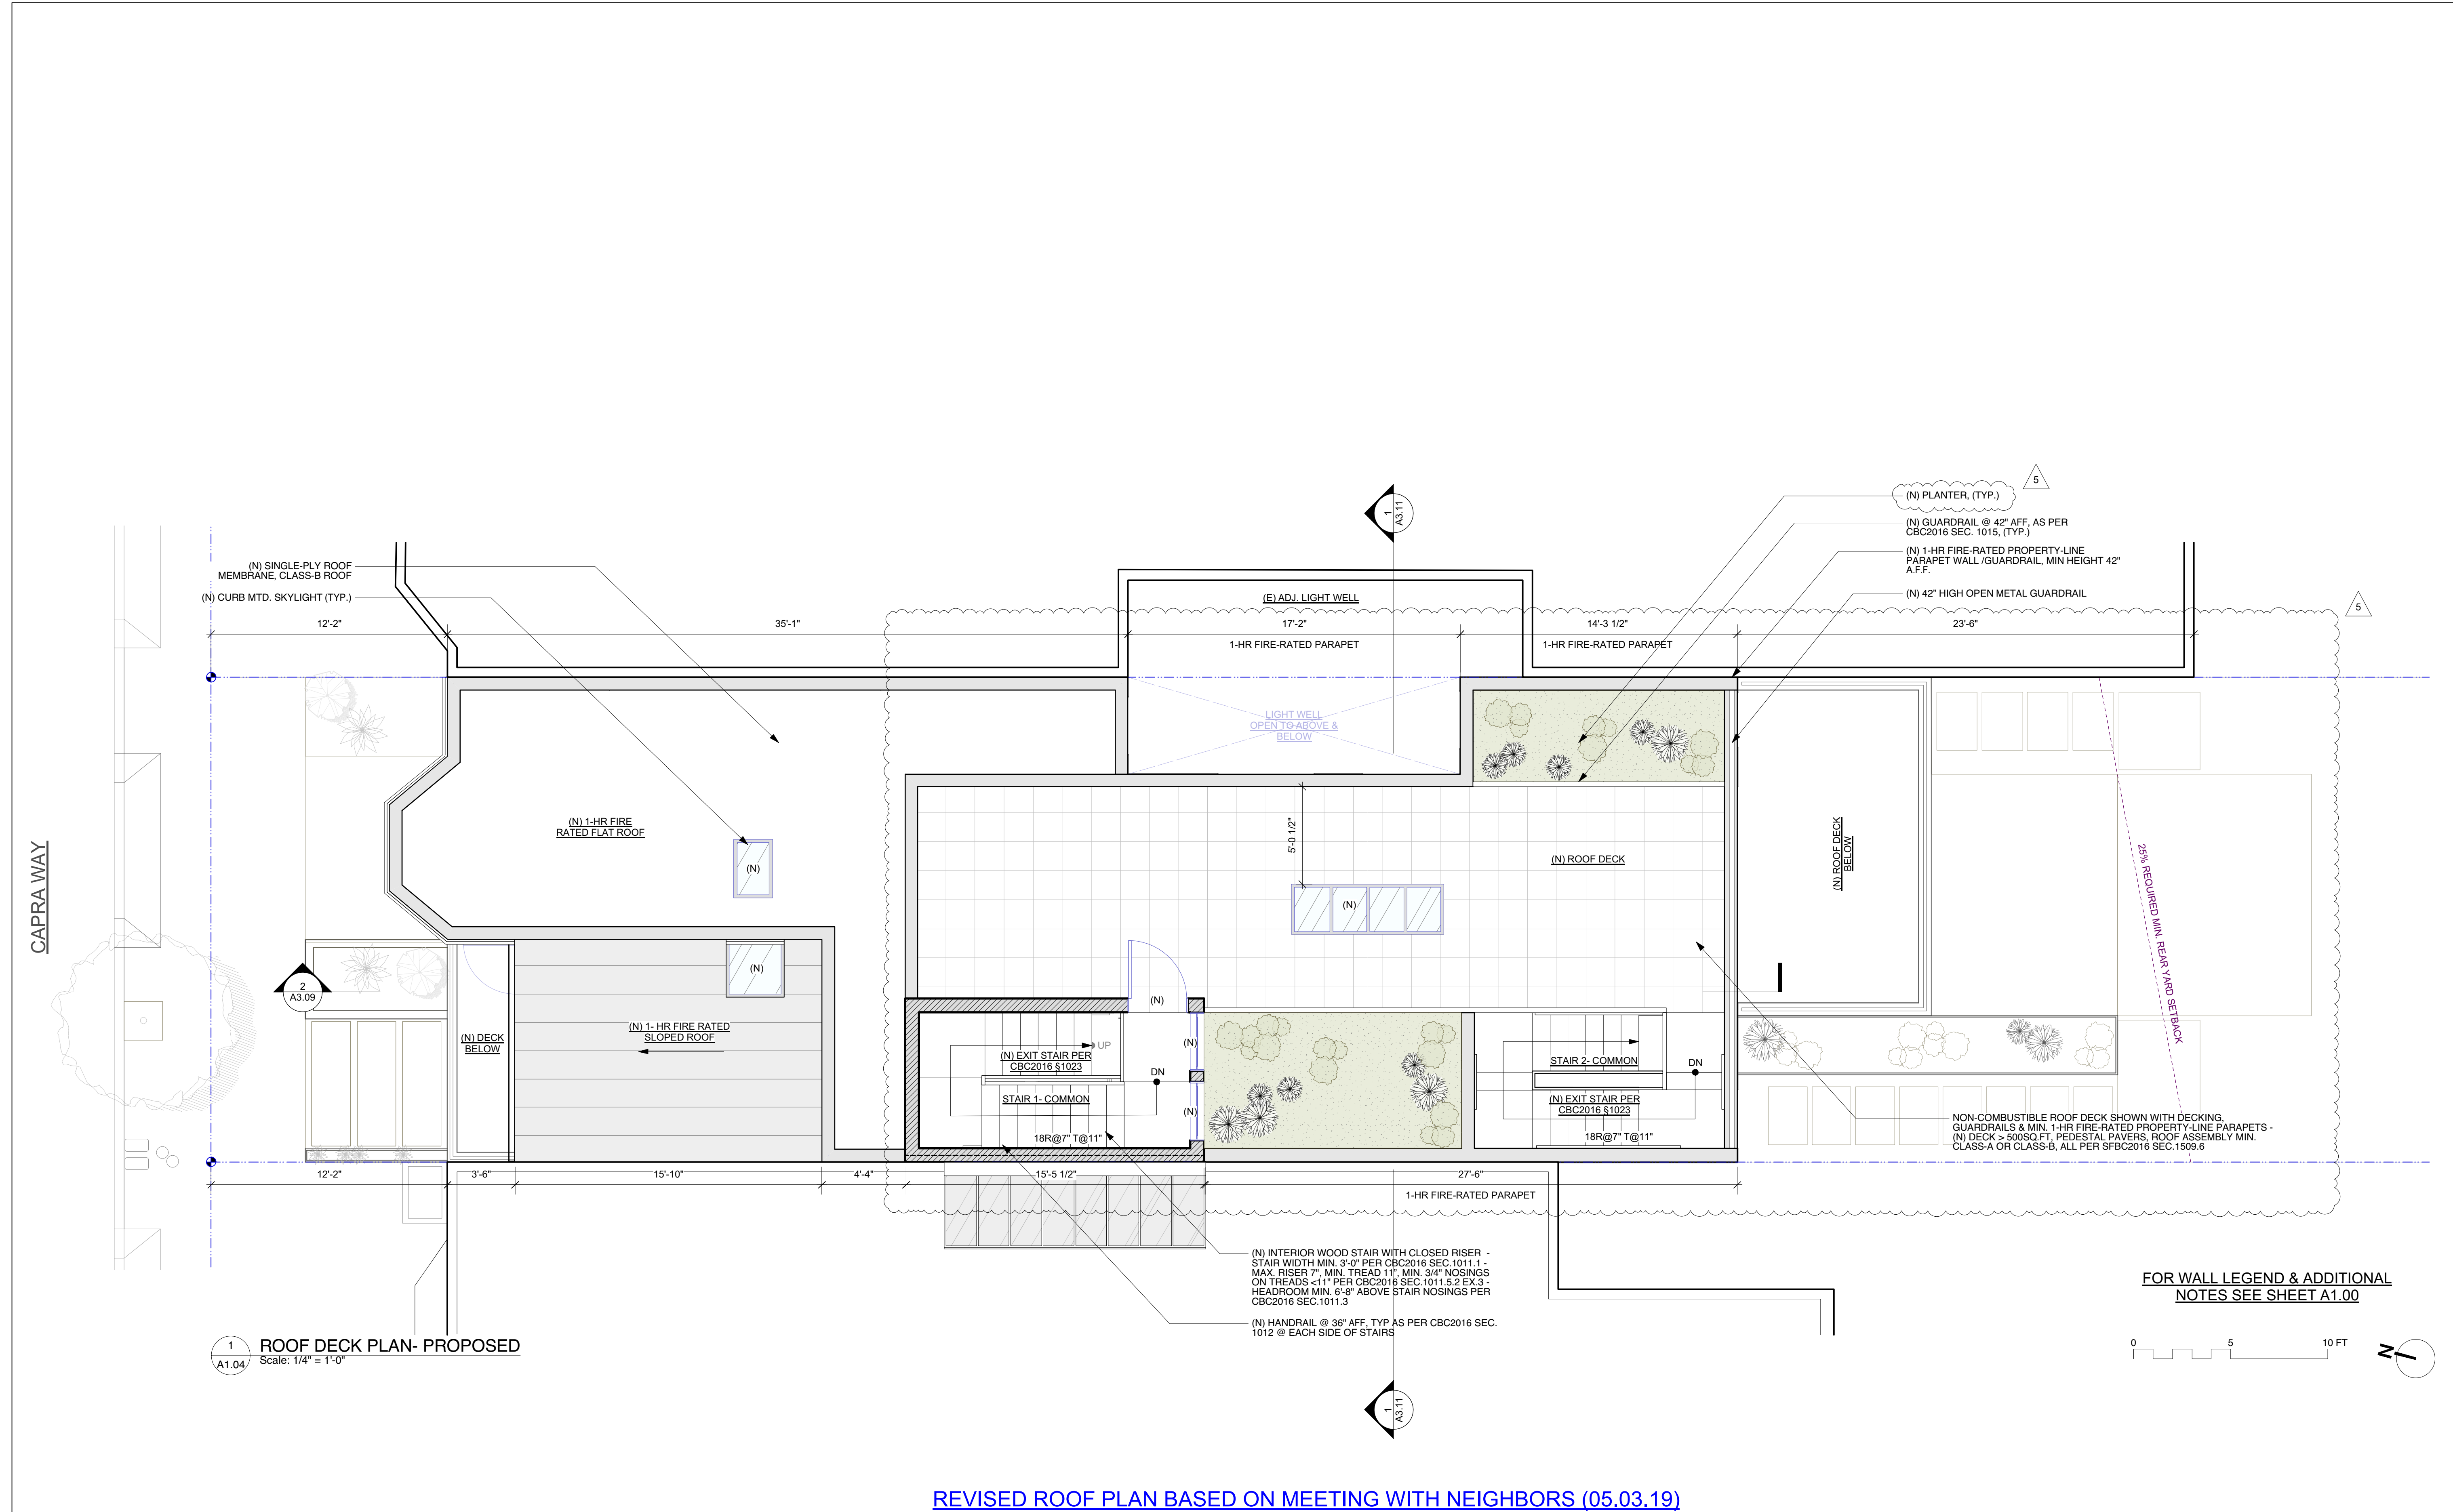 5
(N) PLANTER, (TYP.)
(N) GUARDRAIL @ 42" AFF, AS PER
CBC2016 SEC. 1015, (TYP.)
(N) 1-HR FIRE-RATED PROPERTY-LINE
PARAPET WALL /GUARDRAIL, MIN HEIGHT 42"
A.F.F.
(N) 42" HIGH OPEN METAL GUARDRAIL
5
1
A3.11
(N) SINGLE-PLY ROOF
MEMBRANE, CLASS-B ROOF
(N) CURB MTD. SKYLIGHT (TYP.)
(E) ADJ. LIGHT WELL
12'-2"
35'-1"
17'-2"
14'-3 1/2"
23'-6"
1-HR FIRE-RATED PARAPET
1-HR FIRE-RATED PARAPET
LIGHT WELL
OPEN TO ABOVE &
BELOW
CAPRA WAY
(N) 1-HR FIRE
RATED FLAT ROOF
(N)
5'-0 1/2"
(N) ROOF DECK
(N)
(N) ROOF DECK
BELOW
25% REQUIRED MIN. REAR YARD SETBACK
2
A3.09
(N)
(N)
(N) DECK
BELOW
(N) 1- HR FIRE RATED
SLOPED ROOF
(N) EXIT STAIR PER
CBC2016 §1023
UP
DN
STAIR 1- COMMON
18R@7" T@11"
(N)
(N)
STAIR 2- COMMON
DN
(N) EXIT STAIR PER
CBC2016 §1023
18R@7" T@11"
NON-COMBUSTIBLE ROOF DECK SHOWN WITH DECKING,
GUARDRAILS & MIN. 1-HR FIRE-RATED PROPERTY-LINE PARAPETS -
(N) DECK > 500SQ.FT, PEDESTAL PAVERS, ROOF ASSEMBLY MIN.
CLASS-A OR CLASS-B, ALL PER SFBC2016 SEC.1509.6
12'-2"
3'-6"
15'-10"
4'-4"
15'-5 1/2"
27'-6"
1-HR FIRE-RATED PARAPET
(N) INTERIOR WOOD STAIR WITH CLOSED RISER -
STAIR WIDTH MIN. 3'-0" PER CBC2016 SEC.1011.1 -
MAX. RISER 7", MIN. TREAD 11", MIN. 3/4" NOSINGS
ON TREADS <11" PER CBC2016 SEC.1011.5.2 EX.3 -
HEADROOM MIN. 6'-8" ABOVE STAIR NOSINGS PER
CBC2016 SEC.1011.3
(N) HANDRAIL @ 36" AFF, TYP AS PER CBC2016 SEC.
1012 @ EACH SIDE OF STAIRS
FOR WALL LEGEND & ADDITIONAL
NOTES SEE SHEET A1.00
1
A1.04
ROOF DECK PLAN- PROPOSED
Scale: 1/4" = 1'-0"
0
5
10 FT
N
1
A3.11
REVISED ROOF PLAN BASED ON MEETING WITH NEIGHBORS (05.03.19)